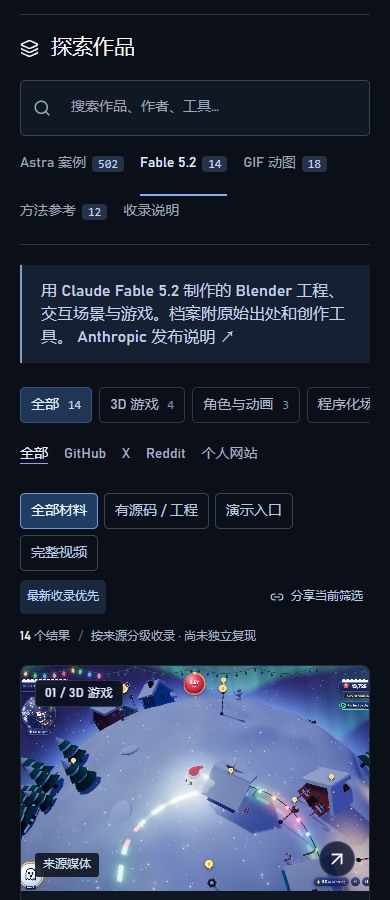 探索作品
搜索作品、作者、工具...
Astra 案例 502 Fable 5.2 14 GIF 动图 18
方法参考 12 收录说明
用 Claude Fable 5.2 制作的 Blender 工程、
交互场景与游戏。档案附原始出处和创作工
具。 Anthropic 发布说明 ↗
全部 14 3D 游戏 4 角色与动画 3 程序化场
全部 GitHub X Reddit 个人网站
全部材料 有源码 / 工程 演示入口
完整视频
最新收录优先 分享当前筛选
14 个结果 / 按来源分级收录 · 尚未独立复现
01 / 3D 游戏
来源媒体